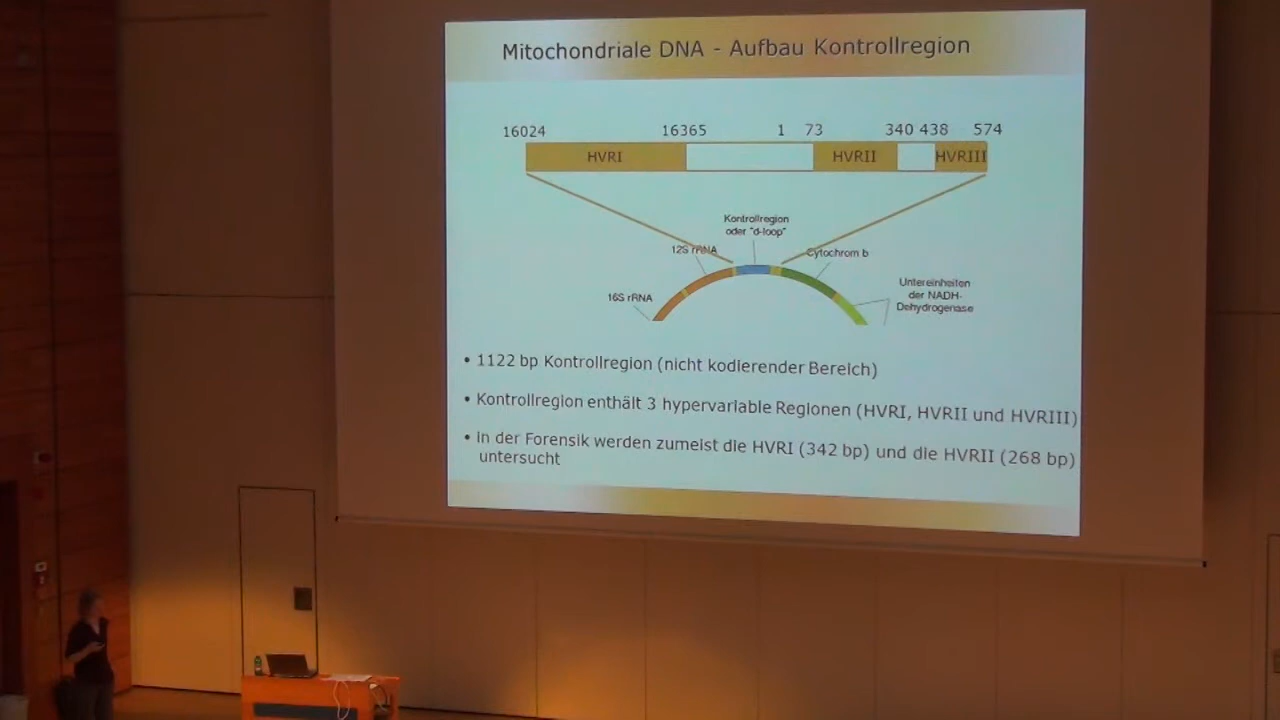 Mitochondriale DNA - Aufbau Kontrollregion
16024 16365 1 73 340 438 574
HVRI HVRII HVRIII
Kontrollregion
oder "d-loop"
12S rRNA Cytochrom b
16S rRNA
Untereinheiten
der NADH-
Dehydrogenase
• 1122 bp Kontrollregion (nicht kodierender Bereich)
• Kontrollregion enthält 3 hypervariable Regionen (HVRI, HVRII und HVRIII)
• In der Forensik werden zumeist die HVRI (342 bp) und die HVRII (268 bp)
untersucht